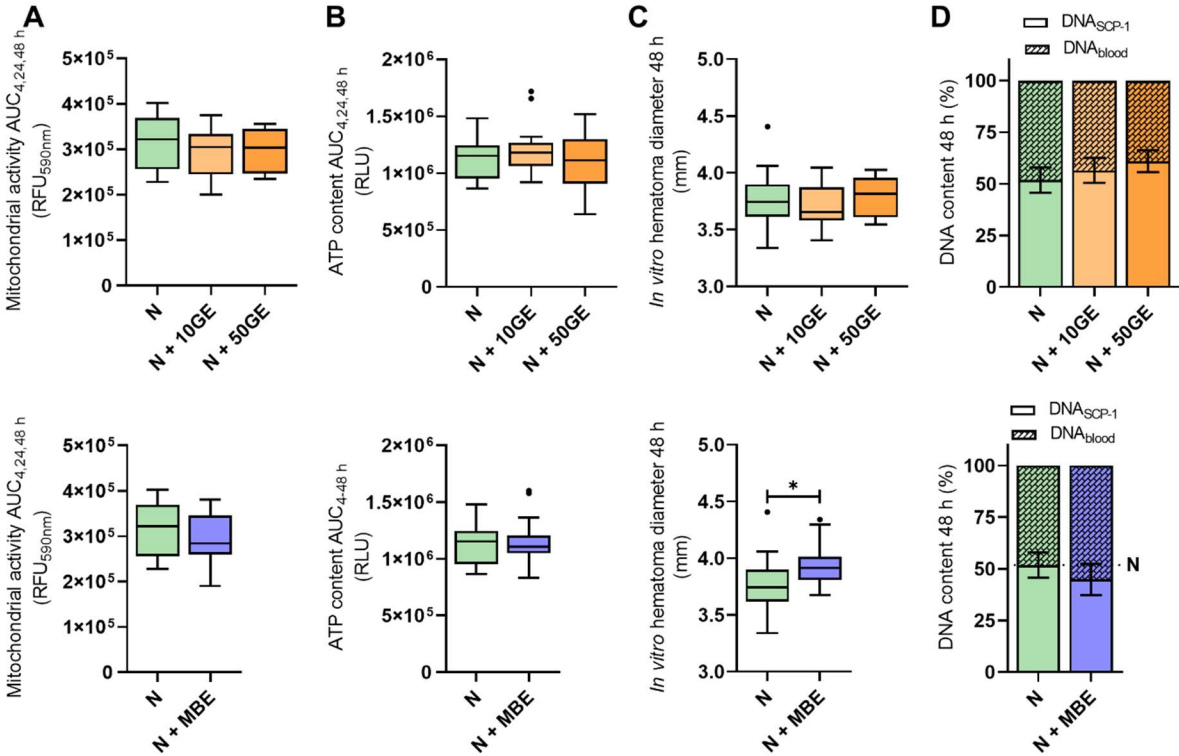 A
Mitochondrial activity AUC4,24,48 h
(RFU590nm)
5×10⁵
4×10⁵
3×10⁵
2×10⁵
1×10⁵
0
N
N + 10GE
N + 50GE
B
ATP content AUC4,24,48 h
(RLU)
2×10⁶
1×10⁶
1×10⁶
5×10⁵
0
N
N + 10GE
N + 50GE
C
In vitro hematoma diameter 48 h
(mm)
5.0
4.5
4.0
3.5
3.0
N
N + 10GE
N + 50GE
D
DNASCP-1
DNAblood
DNA content 48 h (%)
100
75
50
25
0
N
N + 10GE
N + 50GE
Mitochondrial activity AUC4,24,48 h
(RFU590nm)
5×10⁵
4×10⁵
3×10⁵
2×10⁵
1×10⁵
0
N
N + MBE
ATP content AUC4-48 h
(RLU)
2×10⁶
1×10⁶
1×10⁶
5×10⁵
0
N
N + MBE
In vitro hematoma diameter 48 h
(mm)
5.0
4.5
4.0
3.5
3.0
*
N
N + MBE
DNASCP-1
DNAblood
DNA content 48 h (%)
100
75
50
25
0
N
N
N + MBE